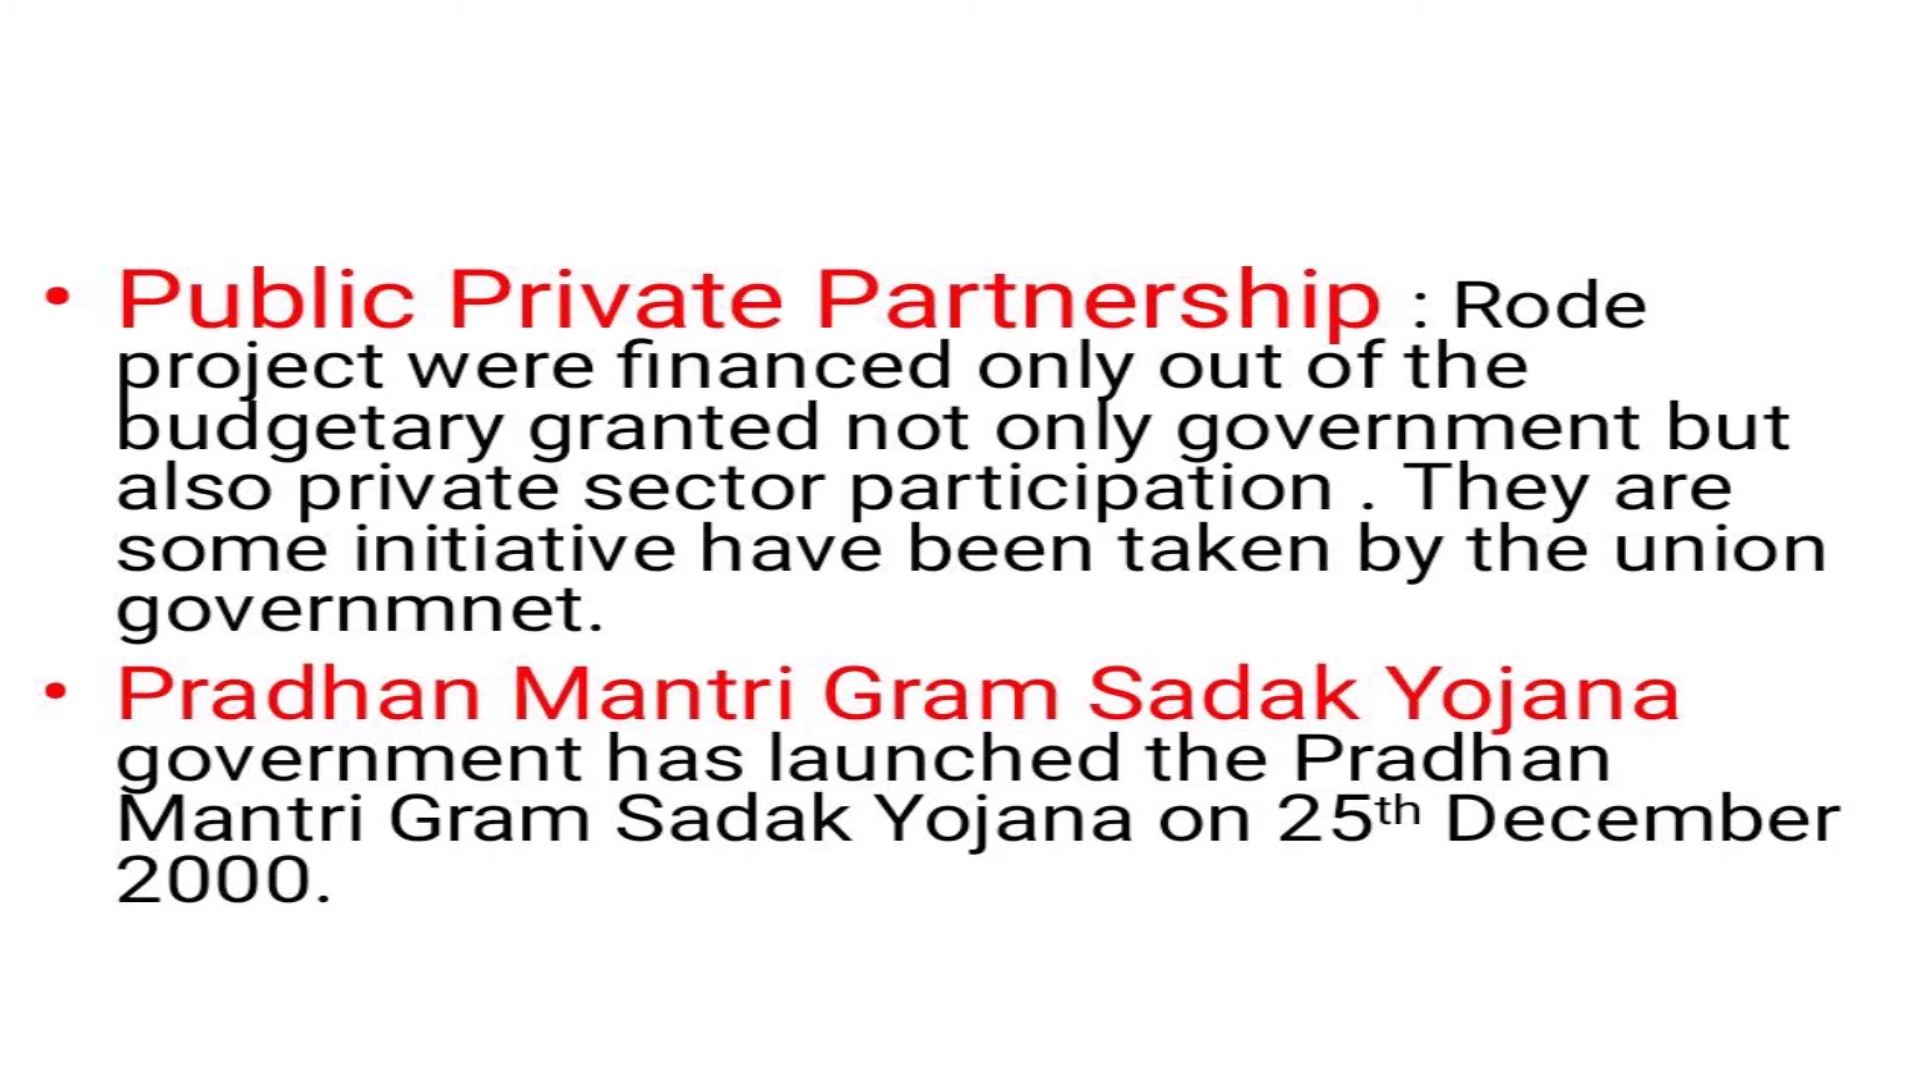 • Public Private Partnership : Rode
project were financed only out of the
budgetary granted not only government but
also private sector participation . They are
some initiative have been taken by the union
governmnet.
• Pradhan Mantri Gram Sadak Yojana
government has launched the Pradhan
Mantri Gram Sadak Yojana on 25th December
2000.